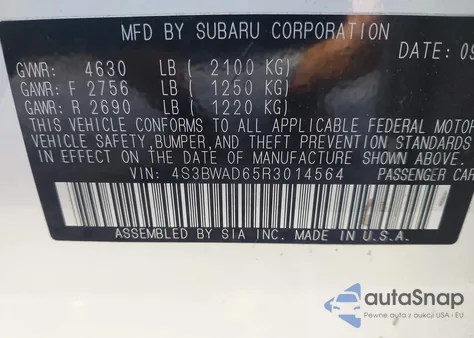 MFD BY SUBARU CORPORATION
DATE: 09
GVWR: 4630 LB ( 2100 KG)
GAWR: F 2756 LB ( 1250 KG)
GAWR: R 2690 LB ( 1220 KG)
THIS VEHICLE CONFORMS TO ALL APPLICABLE FEDERAL MOTOR
VEHICLE SAFETY, BUMPER, AND THEFT PREVENTION STANDARDS
IN EFFECT ON THE DATE OF MANUFACTURE SHOWN ABOVE.
VIN: 4S3BWAD65R3014564 PASSENGER CAR
ASSEMBLED BY SIA INC. MADE IN U.S.A.
autoSnap
Pewne auta z aukcji USA i EU